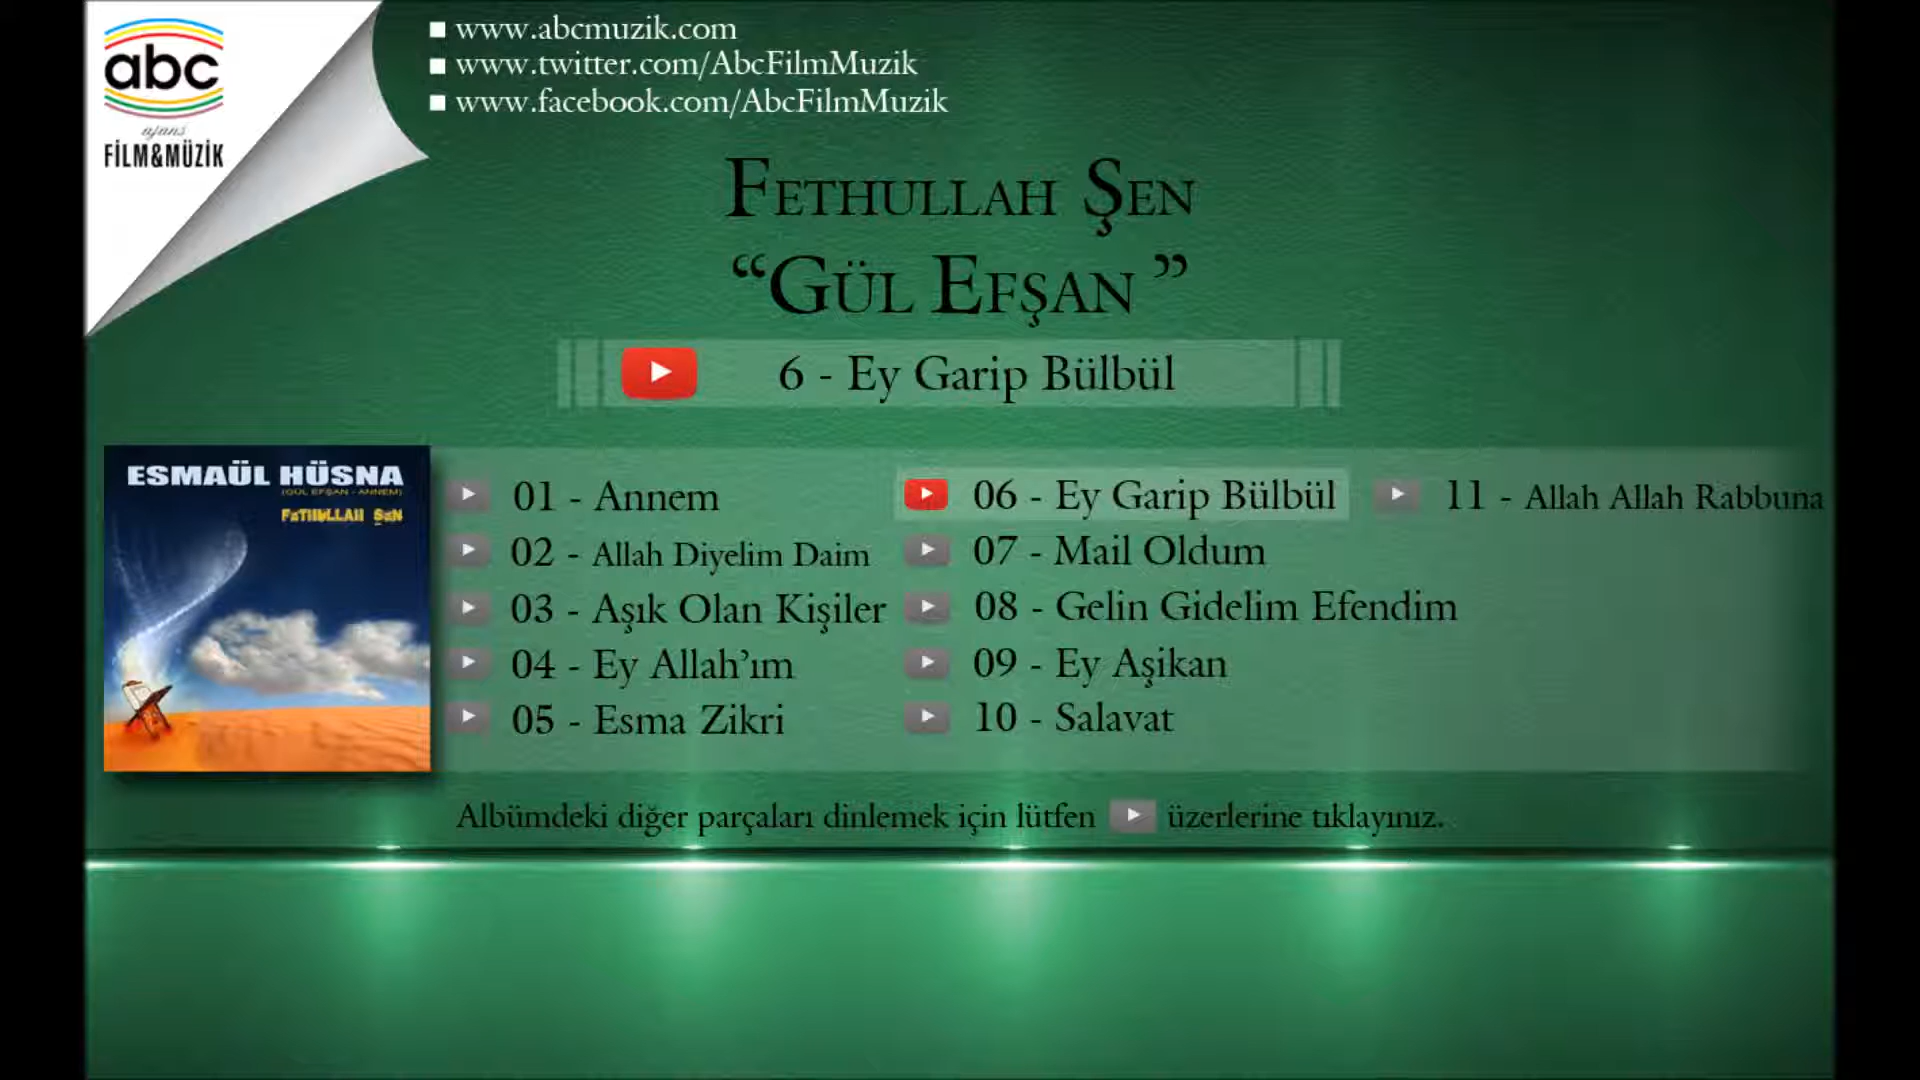 abc
ajans
FİLM&MÜZİK
www.abcmuzik.com
www.twitter.com/AbcFilmMuzik
www.facebook.com/AbcFilmMuzik
FETHULLAH ŞEN
“GÜL EFŞAN ”
6 - Ey Garip Bülbül
ESMAÜL HÜSNA
(GÜL EFŞAN - ANNEM)
FETHULLAH ŞEN
01 - Annem
02 - Allah Diyelim Daim
03 - Aşık Olan Kişiler
04 - Ey Allah’ım
05 - Esma Zikri
06 - Ey Garip Bülbül
07 - Mail Oldum
08 - Gelin Gidelim Efendim
09 - Ey Aşikan
10 - Salavat
11 - Allah Allah Rabbuna
Albümdeki diğer parçaları dinlemek için lütfen üzerlerine tıklayınız.